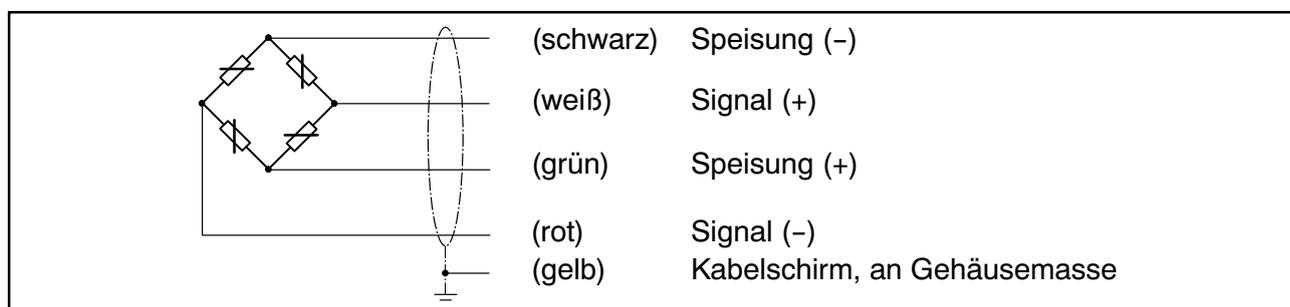 (schwarz) Speisung (−)
(weiß) Signal (+)
(grün) Speisung (+)
(rot) Signal (−)
(gelb) Kabelschirm, an Gehäusemasse